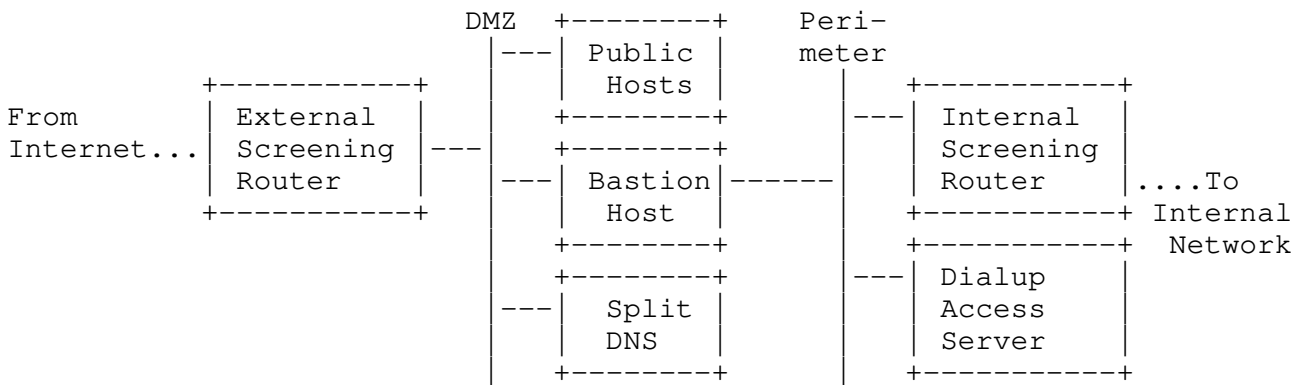 DMZ
Peri-
meter
From
Internet...
External
Screening
Router
Public
Hosts
Bastion
Host
Split
DNS
Internal
Screening
Router
....To
Internal
Network
Dialup
Access
Server